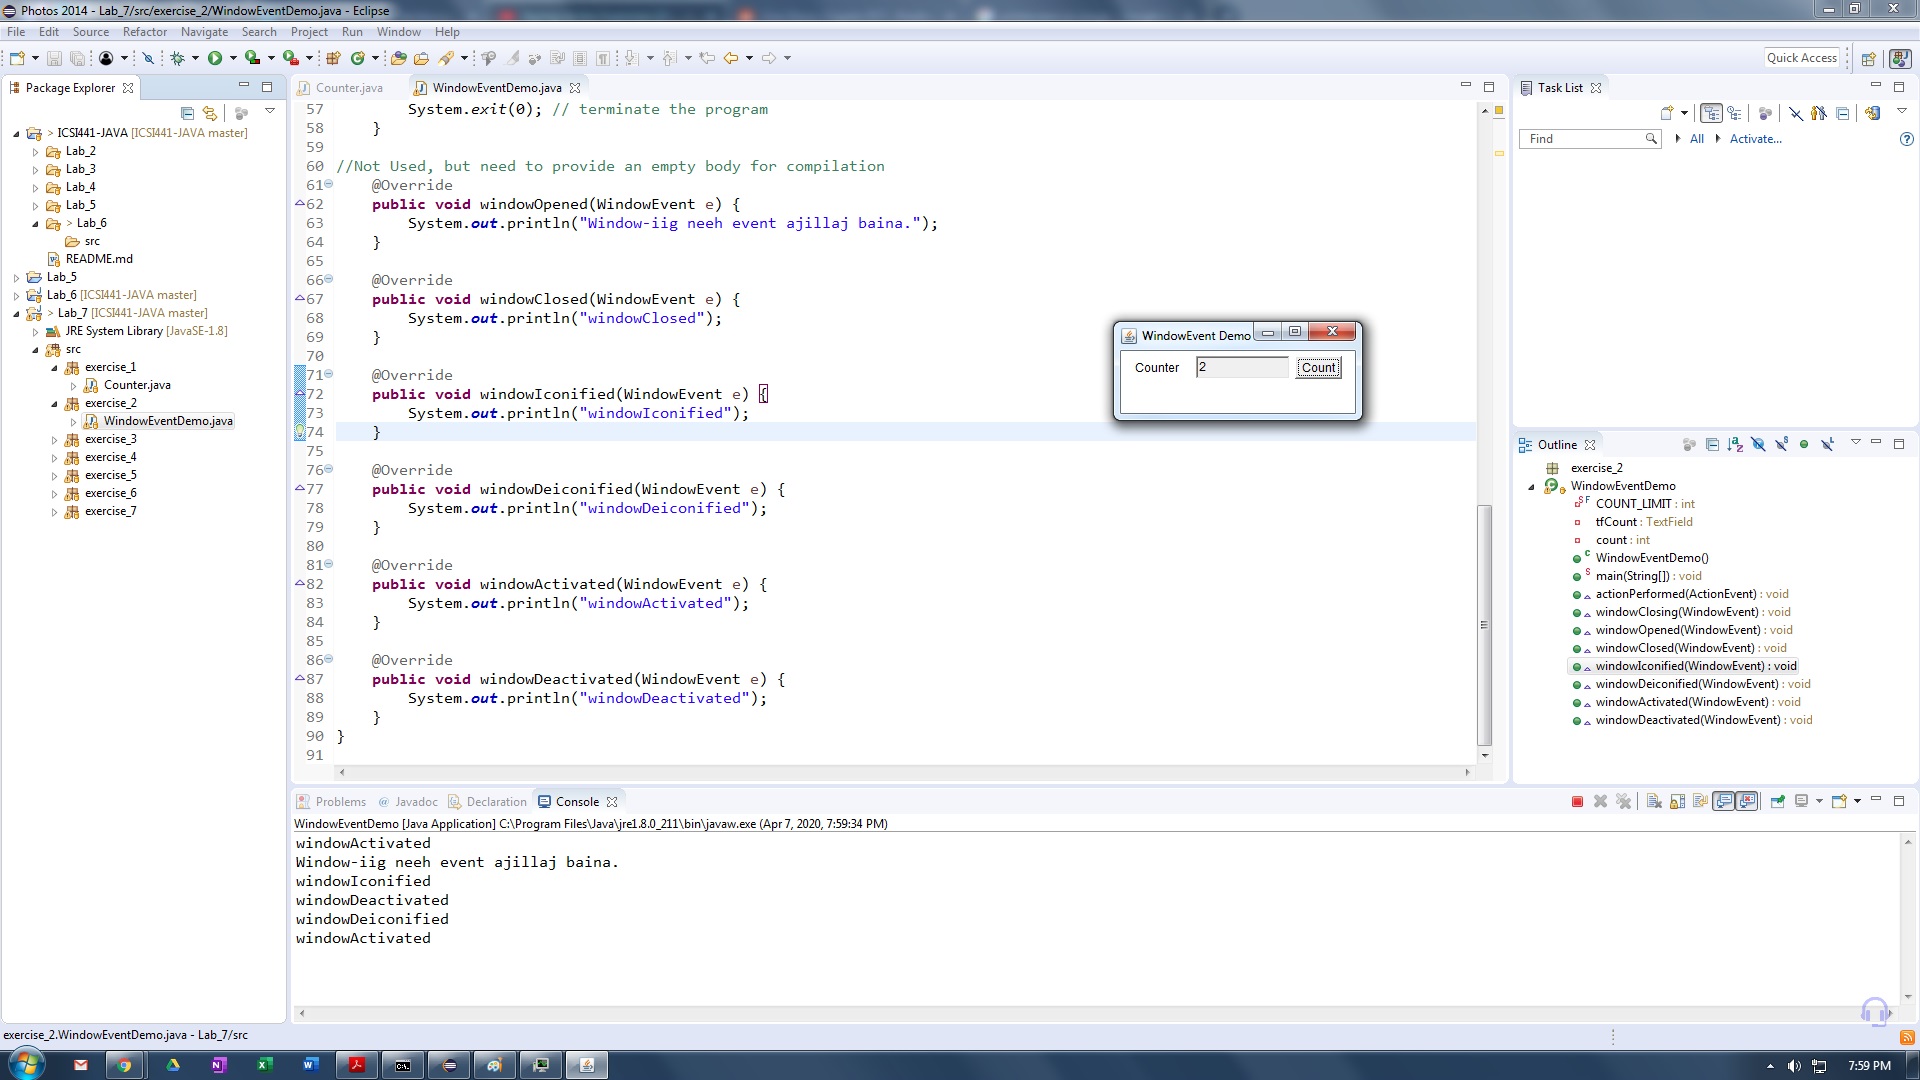 Photos 2014 - Lab_7/src/exercise_2/WindowEventDemo.java - Eclipse
File Edit Source Refactor Navigate Search Project Run Window Help
Quick Access
Package Explorer
> ICSI441-JAVA [ICSI441-JAVA master]
Lab_2
Lab_3
Lab_4
Lab_5
> Lab_6
src
README.md
Lab_5
Lab_6 [ICSI441-JAVA master]
> Lab_7 [ICSI441-JAVA master]
JRE System Library [JavaSE-1.8]
src
exercise_1
Counter.java
exercise_2
WindowEventDemo.java
exercise_3
exercise_4
exercise_5
exercise_6
exercise_7
Counter.java WindowEventDemo.java
57 System.exit(0); // terminate the program
58 }
59
60 //Not Used, but need to provide an empty body for compilation
61 @Override
62 public void windowOpened(WindowEvent e) {
63 System.out.println("Window-iig neeh event ajillaj baina.");
64 }
65
66 @Override
67 public void windowClosed(WindowEvent e) {
68 System.out.println("windowClosed");
69 }
70
71 @Override
72 public void windowIconified(WindowEvent e) {
73 System.out.println("windowIconified");
74 }
75
76 @Override
77 public void windowDeiconified(WindowEvent e) {
78 System.out.println("windowDeiconified");
79 }
80
81 @Override
82 public void windowActivated(WindowEvent e) {
83 System.out.println("windowActivated");
84 }
85
86 @Override
87 public void windowDeactivated(WindowEvent e) {
88 System.out.println("windowDeactivated");
89 }
90 }
91
WindowEvent Demo
Counter 2 Count
Task List
Find All Activate...
Outline
exercise_2
WindowEventDemo
COUNT_LIMIT : int
tfCount : TextField
count : int
WindowEventDemo()
main(String[]) : void
actionPerformed(ActionEvent) : void
windowClosing(WindowEvent) : void
windowOpened(WindowEvent) : void
windowClosed(WindowEvent) : void
windowIconified(WindowEvent) : void
windowDeiconified(WindowEvent) : void
windowActivated(WindowEvent) : void
windowDeactivated(WindowEvent) : void
Problems @ Javadoc Declaration Console
WindowEventDemo [Java Application] C:\Program Files\Java\jre1.8.0_211\bin\javaw.exe (Apr 7, 2020, 7:59:34 PM)
windowActivated
Window-iig neeh event ajillaj baina.
windowIconified
windowDeactivated
windowDeiconified
windowActivated
exercise_2.WindowEventDemo.java - Lab_7/src
7:59 PM